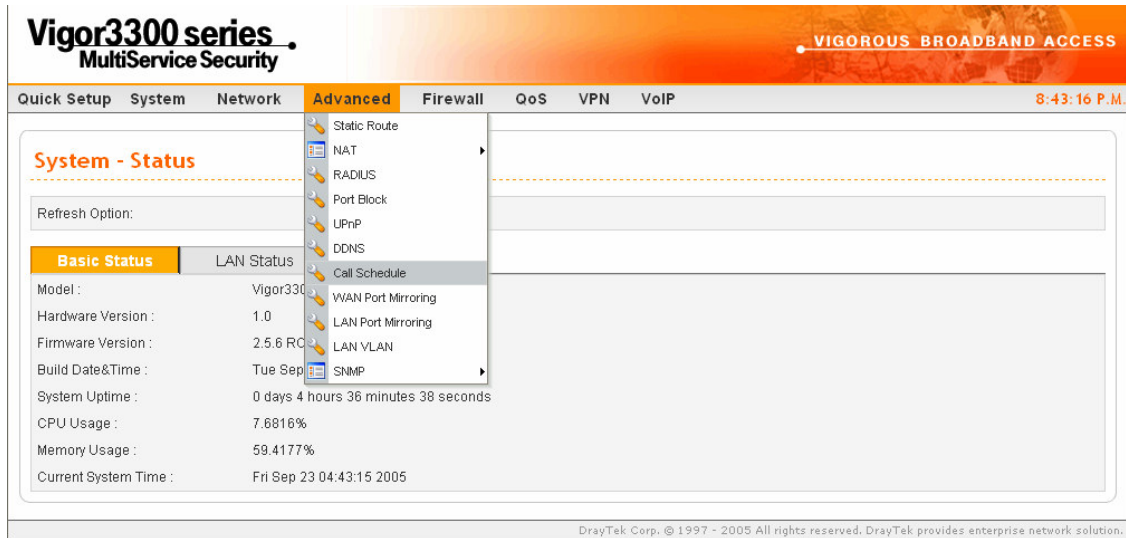 Vigor3300 series
MultiService Security
VIGOROUS BROADBAND ACCESS
Quick Setup System Network Advanced Firewall QoS VPN VoIP 8:43:16 P.M.
Static Route
NAT
RADIUS
Port Block
UPnP
DDNS
Call Schedule
WAN Port Mirroring
LAN Port Mirroring
LAN VLAN
SNMP
System - Status
Refresh Option:
Basic Status LAN Status
Model : Vigor330
Hardware Version : 1.0
Firmware Version : 2.5.6 RC
Build Date&Time : Tue Sep
System Uptime : 0 days 4 hours 36 minutes 38 seconds
CPU Usage : 7.6816%
Memory Usage : 59.4177%
Current System Time : Fri Sep 23 04:43:15 2005
DrayTek Corp. © 1997 - 2005 All rights reserved. DrayTek provides enterprise network solution.